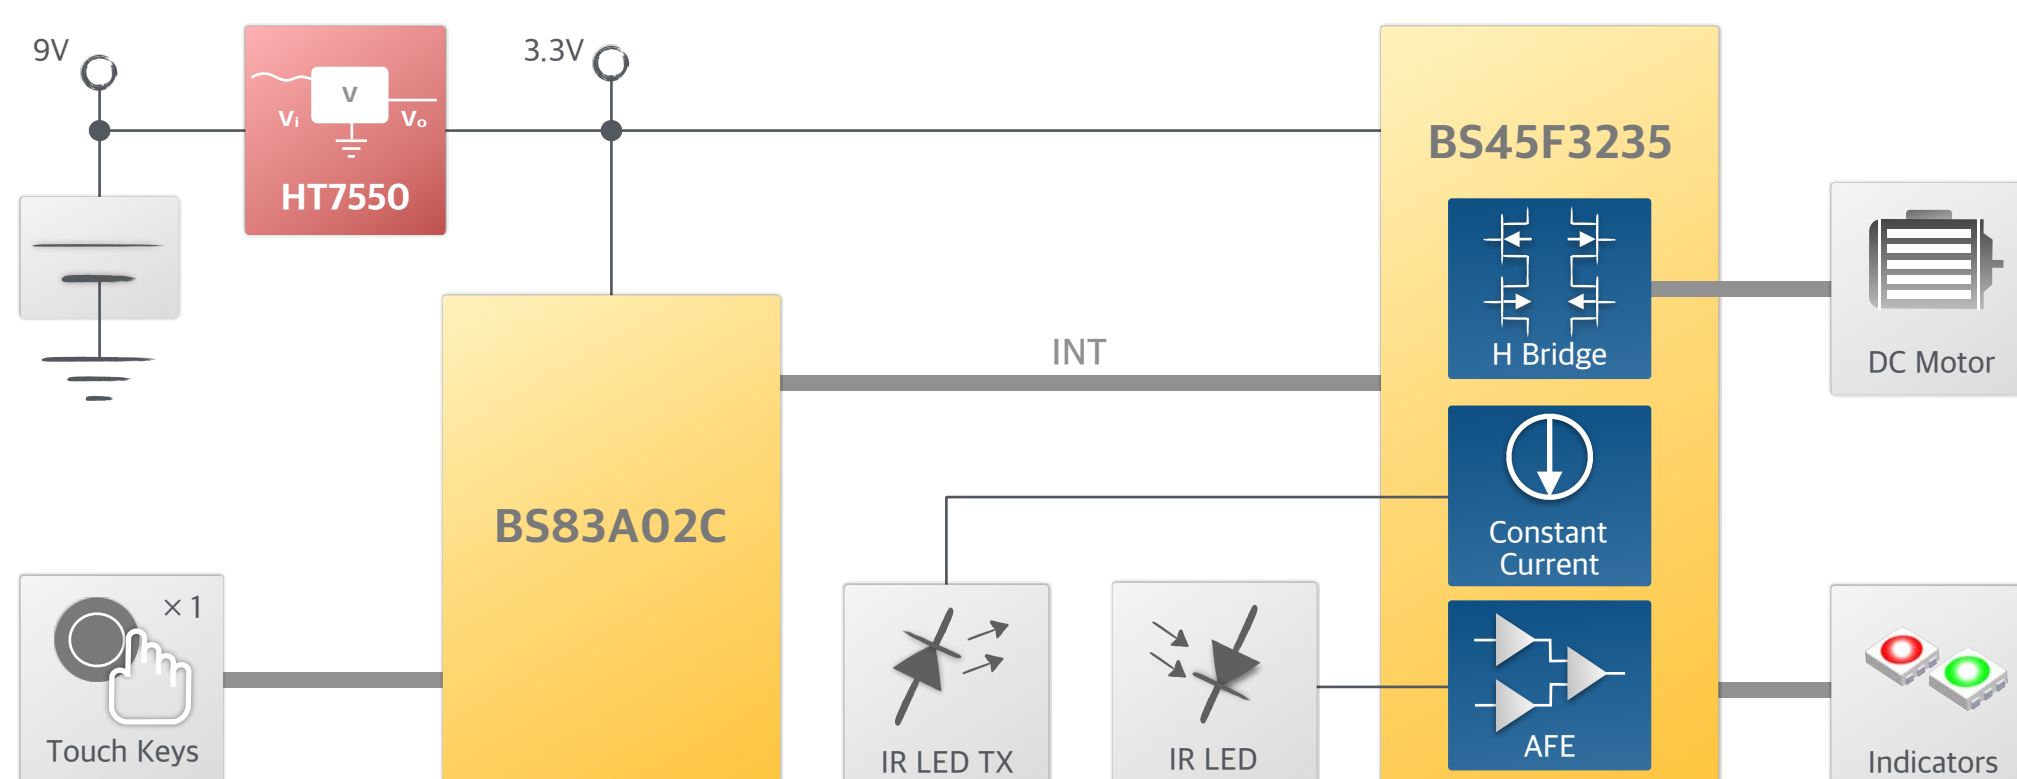 9V
V
Vi
Vo
HT7550
3.3V
BS45F3235
H Bridge
DC Motor
INT
BS83A02C
Constant
Current
× 1
Touch Keys
IR LED TX
IR LED
AFE
Indicators